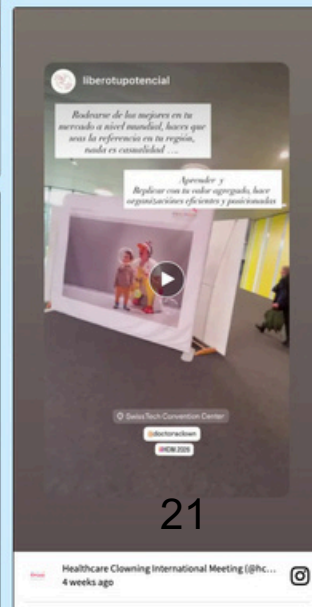 liberotupotencial
Rodearse de los mejores en tu
mercado a nivel mundial, haces que
seas la referencia en tu región,
nada es casualidad ....
Aprender y
Replicar con tu valor agregado, hace
organizaciónes eficientes y posicionadas
SwissTech Convention Center
@doctoraclown
@HCIM 2025
21
Healthcare Clowning International Meeting (@hc...
4 weeks ago